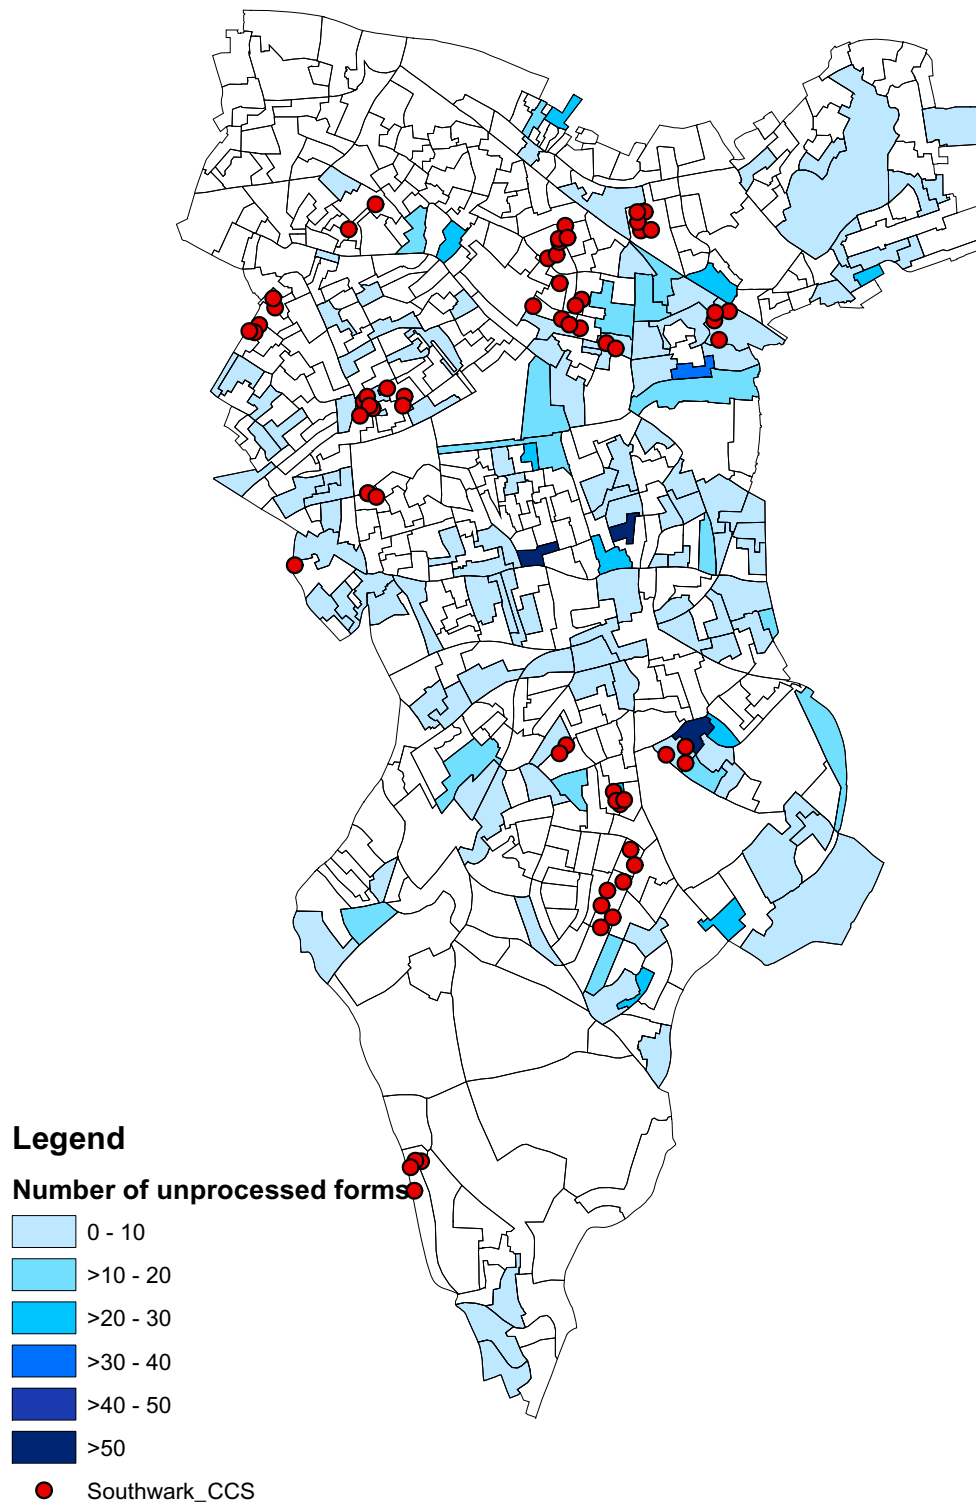 Legend
Number of unprocessed forms
0 - 10
>10 - 20
>20 - 30
>30 - 40
>40 - 50
>50
Southwark_CCS